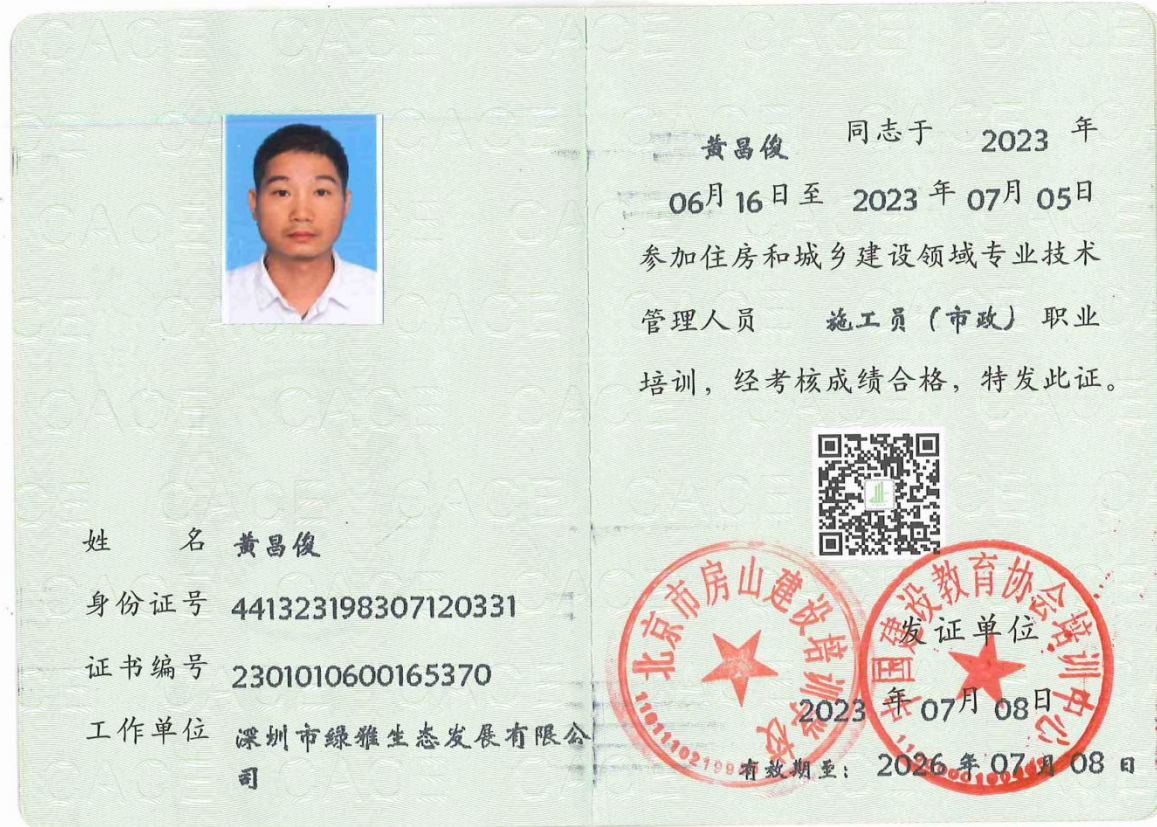 姓 名 黄昌俊
身份证号 441323198307120331
证书编号 2301010600165370
工作单位 深圳市绿雅生态发展有限公
司
黄昌俊 同志于 2023 年
06月 16 日至 2023 年 07月 05日
参加住房和城乡建设领域专业技术
管理人员 施工员（市政）职业
培训，经考核成绩合格，特发此证。
北京市房山建设培训学校
中国建设教育协会培训中心
发证单位
2023 年 07月 08日
有效期至： 2026 年 07 月 08 日
CACE